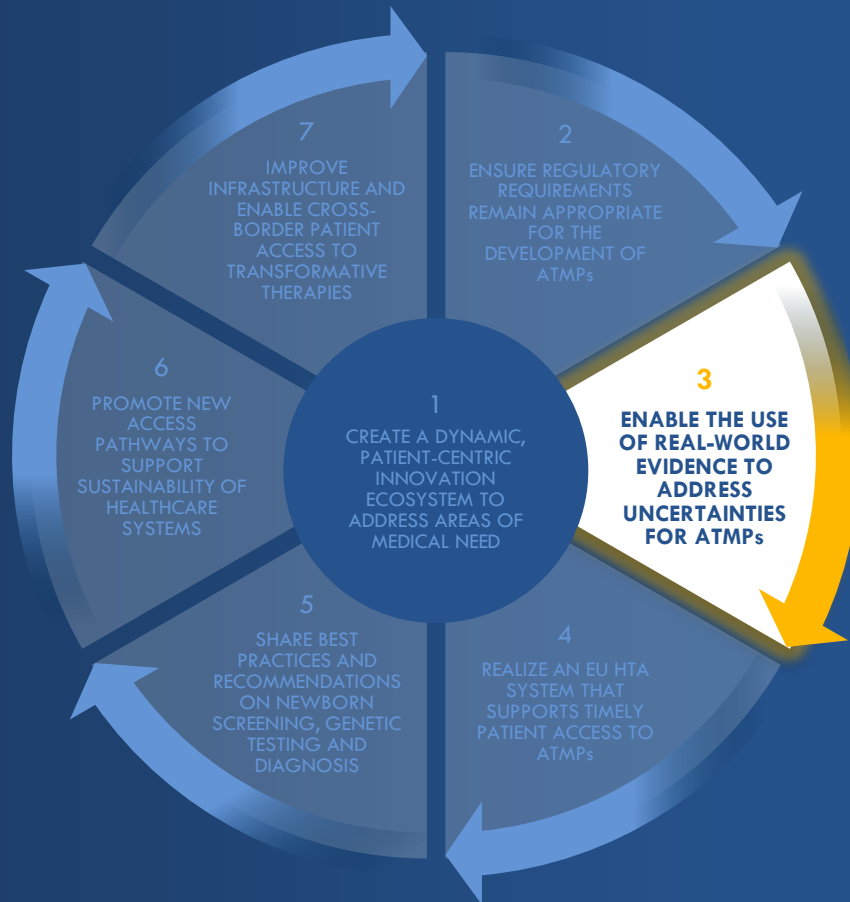 1
CREATE A DYNAMIC,
PATIENT-CENTRIC
INNOVATION
ECOSYSTEM TO
ADDRESS AREAS OF
MEDICAL NEED
2
ENSURE REGULATORY
REQUIREMENTS
REMAIN APPROPRIATE
FOR THE
DEVELOPMENT OF
ATMPs
3
ENABLE THE USE
OF REAL-WORLD
EVIDENCE TO
ADDRESS
UNCERTAINTIES
FOR ATMPs
4
REALIZE AN EU HTA
SYSTEM THAT
SUPPORTS TIMELY
PATIENT ACCESS TO
ATMPs
5
SHARE BEST
PRACTICES AND
RECOMMENDATIONS
ON NEWBORN
SCREENING, GENETIC
TESTING AND
DIAGNOSIS
6
PROMOTE NEW
ACCESS
PATHWAYS TO
SUPPORT
SUSTAINABILITY OF
HEALTHCARE
SYSTEMS
7
IMPROVE
INFRASTRUCTURE AND
ENABLE CROSS-
BORDER PATIENT
ACCESS TO
TRANSFORMATIVE
THERAPIES